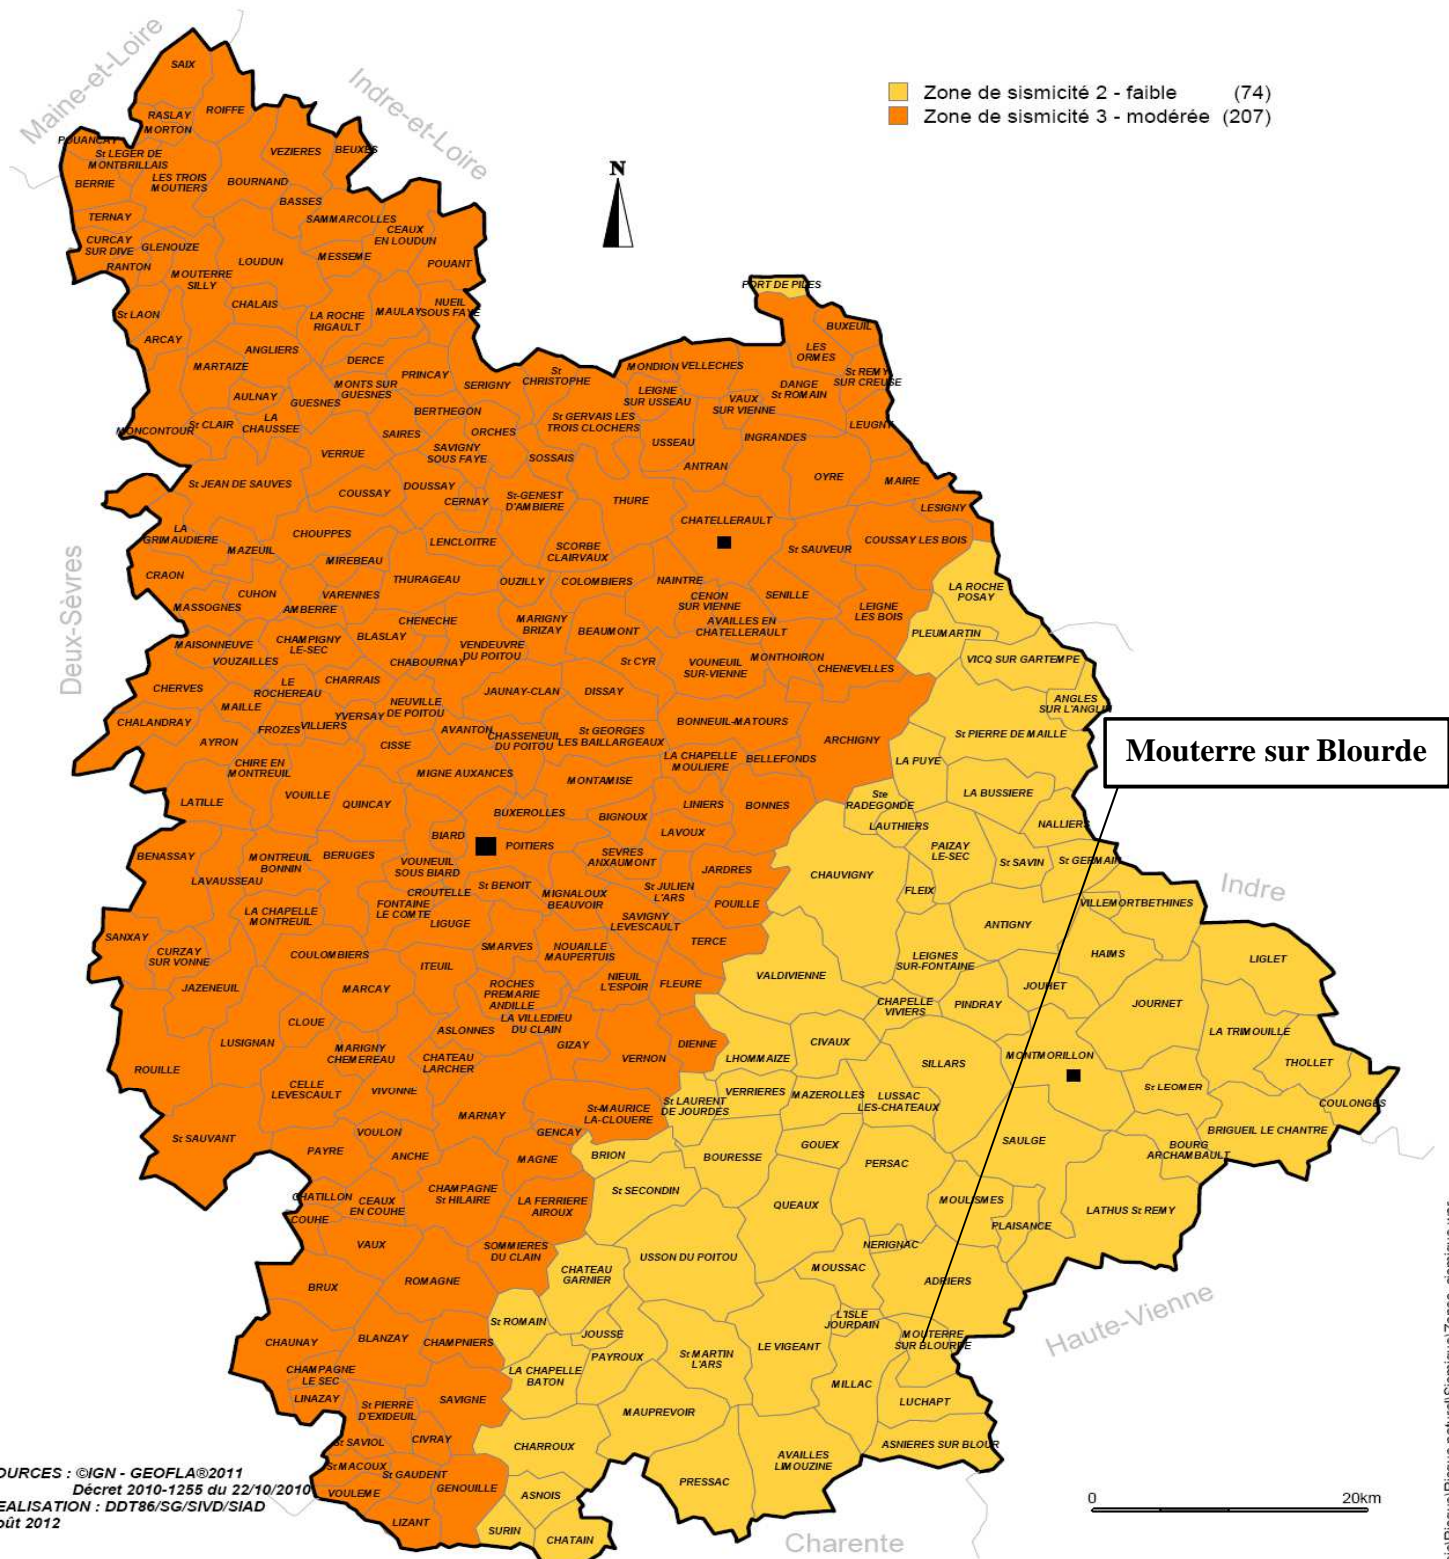 Maine-et-Loire
Indre-et-Loire
Zone de sismicité 2 - faible (74)
Zone de sismicité 3 - modérée (207)
N
SAIX
RASLAY
MORTON
ROIFFE
POUANCAY
St LEGER DE
MONTBRILLAIS
VEZIERES
BEUXES
BERRIE
LES TROIS
MOUTIERS
BOURNAND
BASSES
TERNAY
SAMMARCOLLES
CEAUX
EN LOUDUN
CURCAY
SUR DIVE
GLENOUZE
RANTON
MOUTERRE
SILLY
LOUDUN
MESSEME
POUANT
PORT DE PILES
St LAON
CHALAIS
LA ROCHE
RIGAULT
MAULAY
NUEIL
SOUS FAYE
BUXEUIL
ARCAY
ANGLIERS
LES
ORMES
MARTAIZE
DERCE
PRINCAY
SERIGNY
St
CHRISTOPHE
MONDION
VELLECHES
St REMY
SUR CREUSE
AULNAY
GUESNES
MONTS SUR
GUESNES
LEIGNE
SUR USSEAU
VAUX
SUR VIENNE
DANGE
St ROMAIN
MONCONTOUR
St CLAIR
LA
CHAUSSEE
BERTHEGON
SAIRES
ORCHES
St GERVAIS LES
TROIS CLOCHERS
LEUGNY
VERRUE
SAVIGNY
SOUS FAYE
SOSSAIS
USSEAU
INGRANDES
ANTRAN
OYRE
MAIRE
St JEAN DE SAUVES
COUSSAY
DOUSSAY
CERNAY
St-GENEST
D'AMBIERE
THURE
CHATELLERAULT
LESIGNY
LA
GRIMAUDIERE
MAZEUIL
CHOUPPES
MIREBEAU
LENCLOITRE
SCORBE
CLAIRVAUX
St SAUVEUR
COUSSAY LES BOIS
Deux-Sèvres
CRAON
CUHON
VARENNES
THURAGEAU
OUZILLY
COLOMBIERS
NAINTRE
CENON
SUR VIENNE
SENILLE
LEIGNE
LES BOIS
LA ROCHE
POSAY
MASSOGNES
AMBERRE
CHENECHE
MARIGNY
BRIZAY
BEAUMONT
AVAILLES EN
CHATELLERAULT
PLEUMARTIN
MAISONNEUVE
CHAMPIGNY
LE-SEC
BLASLAY
VENDEUVRE
DU POITOU
VOUZAILLES
CHABOURNAY
St CYR
VOUNEUIL
SUR-VIENNE
MONTHOIRON
CHENEVELLES
VICQ SUR GARTEMPE
CHERVES
LE
ROCHEREAU
CHARRAIS
NEUVILLE
DE POITOU
JAUNAY-CLAN
DISSAY
ANGLES
SUR L'ANGLIN
CHALANDRAY
MAILLE
FROZES
VILLIERS
YVERSAY
AVANTON
CHASSENEUIL
DU POITOU
St GEORGES
LES BAILLARGEAUX
BONNEUIL-MATOURS
ARCHIGNY
St PIERRE DE MAILLE
Mouterre sur Blourde
AYRON
CISSE
LA CHAPELLE
MOULIERE
BELLEFONDS
LA PUYE
CHIRE EN
MONTREUIL
MIGNE AUXANCES
MONTAMISE
LATILLE
VOUILLE
QUINCAY
BUXEROLLES
BIGNOUX
LINIERS
BONNES
Ste
RADEGONDE
LA BUSSIERE
LAUTHIERS
NALLIERS
BIARD
POITIERS
LAVOUX
BENASSAY
LAVAUSSEAU
MONTREUIL
BONNIN
BERUGES
VOUNEUIL
SOUS BIARD
SEVRES
ANXAUMONT
JARDRES
CHAUVIGNY
PAIZAY
LE-SEC
St SAVIN
St GERMAIN
CROUTELLE
St BENOIT
MIGNALOUX
BEAUVOIR
St JULIEN
L'ARS
POUILLE
FLEIX
Indre
FONTAINE
LE COMTE
LA CHAPELLE
MONTREUIL
LIGUGE
SAVIGNY
LEVESCAULT
VILLEMORT
BETHINES
ANTIGNY
SANXAY
CURZAY
SUR VONNE
COULOMBIERS
SMARVES
NOUAILLE
MAUPERTUIS
TERCE
HAIMS
LIGLET
ITEUIL
LEIGNES
SUR-FONTAINE
JAZENEUIL
MARCAY
ROCHES
PREMARIE
ANDILLE
NIEUIL
L'ESPOIR
FLEURE
VALDIVIENNE
JOUHET
CHAPELLE
VIVIERS
PINDRAY
JOURNET
LUSIGNAN
CLOUE
ASLONNES
LA VILLEDIEU
DU CLAIN
GIZAY
DIENNE
CIVAUX
LA TRIMOUILLE
MARIGNY
CHEMEREAU
CHATEAU
LARCHER
VERNON
LHOMMAIZE
SILLARS
MONTMORILLON
THOLLET
ROUILLE
CELLE
LEVESCAULT
VIVONNE
VERRIERES
MAZEROLLES
LUSSAC
LES-CHATEAUX
St LEOMER
COULONGES
MARNAY
St-MAURICE
LA-CLOUERE
St LAURENT
DE JOURDES
St SAUVANT
VOULON
GENCAY
GOUEX
SAULGE
BRIGUEIL LE CHANTRE
BOURG
ARCHAMBAULT
PAYRE
ANCHE
MAGNE
BRION
BOURESSE
PERSAC
CHATILLON
CEAUX
EN COUHE
CHAMPAGNE
St HILAIRE
LA FERRIERE
AIROUX
St SECONDIN
QUEAUX
MOULISMES
LATHUS St REMY
COUHE
PLAISANCE
VAUX
SOMMIERES
DU CLAIN
USSON DU POITOU
NERIGNAC
BRUX
ROMAGNE
CHATEAU
GARNIER
MOUSSAC
ADRIERS
Haute-Vienne
St ROMAIN
L'ISLE
JOURDAIN
CHAUNAY
BLANZAY
CHAMPNIERS
JOUSSE
LE VIGEANT
MOUTERRE
SUR BLOURDE
PAYROUX
St MARTIN
L'ARS
CHAMPAGNE
LE SEC
LA CHAPELLE
BATON
MILLAC
LINAZAY
St PIERRE
D'EXIDEUIL
SAVIGNE
LUCHAPT
MAUPREVOIR
St SAVIOL
CIVRAY
CHARROUX
ASNIERES SUR BLOUR
AVAILLES
LIMOUZINE
St MACOUX
St GAUDENT
PRESSAC
VOULEME
GENOUILLE
ASNOIS
LIZANT
SURIN
CHATAIN
Charente
0 20km
OURCES : ©IGN - GEOFLA®2011
Décret 2010-1255 du 22/10/2010
EALISATION : DDT86/SG/SIVD/SIAD
oût 2012